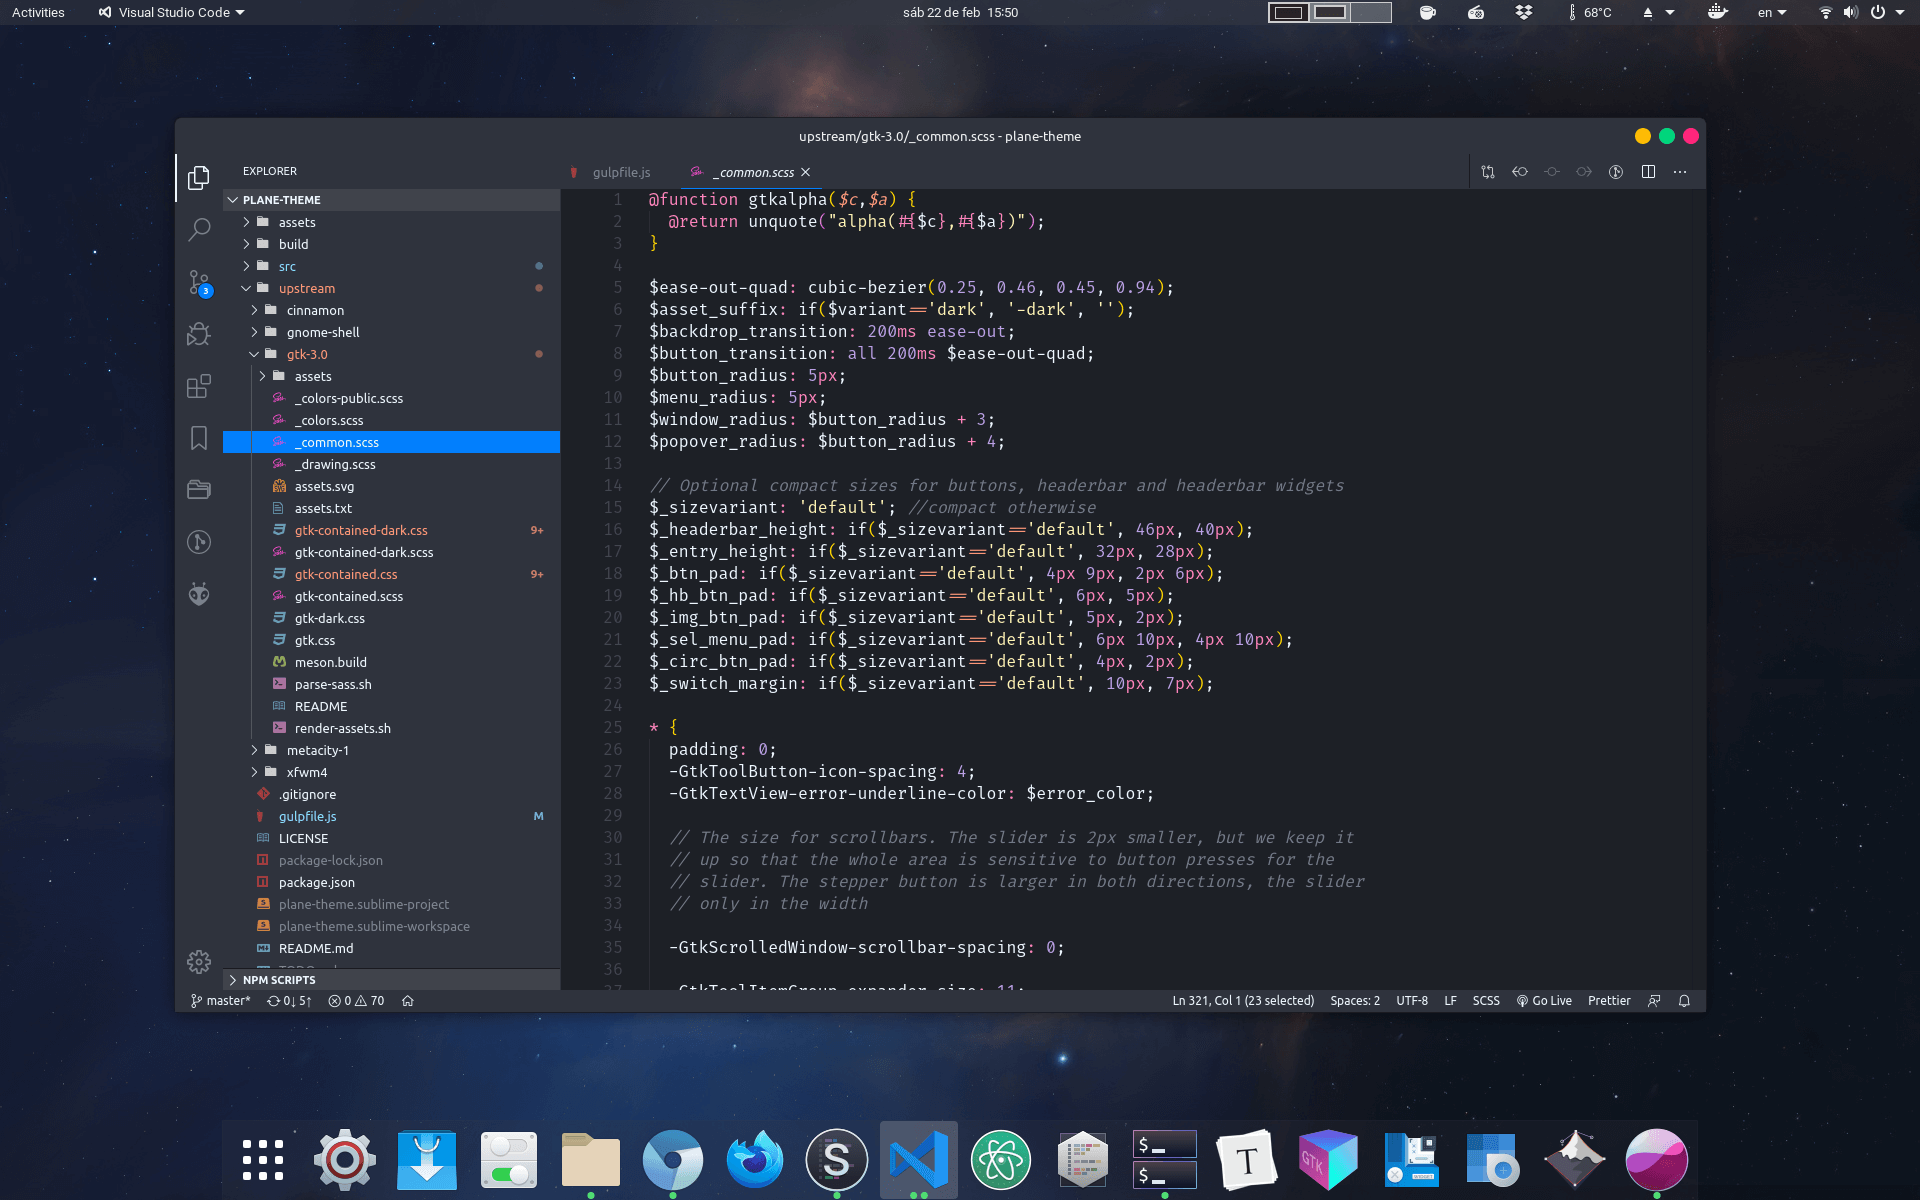 Activities
Visual Studio Code
sáb 22 de feb 15:50
68°C
en
upstream/gtk-3.0/_common.scss - plane-theme
EXPLORER
PLANE-THEME
assets
build
src
upstream
cinnamon
gnome-shell
gtk-3.0
assets
_colors-public.scss
_colors.scss
_common.scss
_drawing.scss
assets.svg
assets.txt
gtk-contained-dark.css 9+
gtk-contained-dark.scss
gtk-contained.css 9+
gtk-contained.scss
gtk-dark.css
gtk.css
meson.build
parse-sass.sh
README
render-assets.sh
metacity-1
xfwm4
.gitignore
gulpfile.js M
LICENSE
package-lock.json
package.json
plane-theme.sublime-project
plane-theme.sublime-workspace
README.md
NPM SCRIPTS
3
gulpfile.js
_common.scss
1 @function gtkalpha($c,$a) {
2 @return unquote("alpha(#{$c},#{$a})");
3 }
4
5 $ease-out-quad: cubic-bezier(0.25, 0.46, 0.45, 0.94);
6 $asset_suffix: if($variant=='dark', '-dark', '');
7 $backdrop_transition: 200ms ease-out;
8 $button_transition: all 200ms $ease-out-quad;
9 $button_radius: 5px;
10 $menu_radius: 5px;
11 $window_radius: $button_radius + 3;
12 $popover_radius: $button_radius + 4;
13
14 // Optional compact sizes for buttons, headerbar and headerbar widgets
15 $_sizevariant: 'default'; //compact otherwise
16 $_headerbar_height: if($_sizevariant=='default', 46px, 40px);
17 $_entry_height: if($_sizevariant=='default', 32px, 28px);
18 $_btn_pad: if($_sizevariant=='default', 4px 9px, 2px 6px);
19 $_hb_btn_pad: if($_sizevariant=='default', 6px, 5px);
20 $_img_btn_pad: if($_sizevariant=='default', 5px, 2px);
21 $_sel_menu_pad: if($_sizevariant=='default', 6px 10px, 4px 10px);
22 $_circ_btn_pad: if($_sizevariant=='default', 4px, 2px);
23 $_switch_margin: if($_sizevariant=='default', 10px, 7px);
24
25 * {
26 padding: 0;
27 -GtkToolButton-icon-spacing: 4;
28 -GtkTextView-error-underline-color: $error_color;
29
30 // The size for scrollbars. The slider is 2px smaller, but we keep it
31 // up so that the whole area is sensitive to button presses for the
32 // slider. The stepper button is larger in both directions, the slider
33 // only in the width
34
35 -GtkScrolledWindow-scrollbar-spacing: 0;
36
37 -GtkToolItemGroup-expander-size: 11;
master* 0↓ 5↑ 0 70
Ln 321, Col 1 (23 selected) Spaces: 2 UTF-8 LF SCSS Go Live Prettier
S
$_
$_
T
GTK